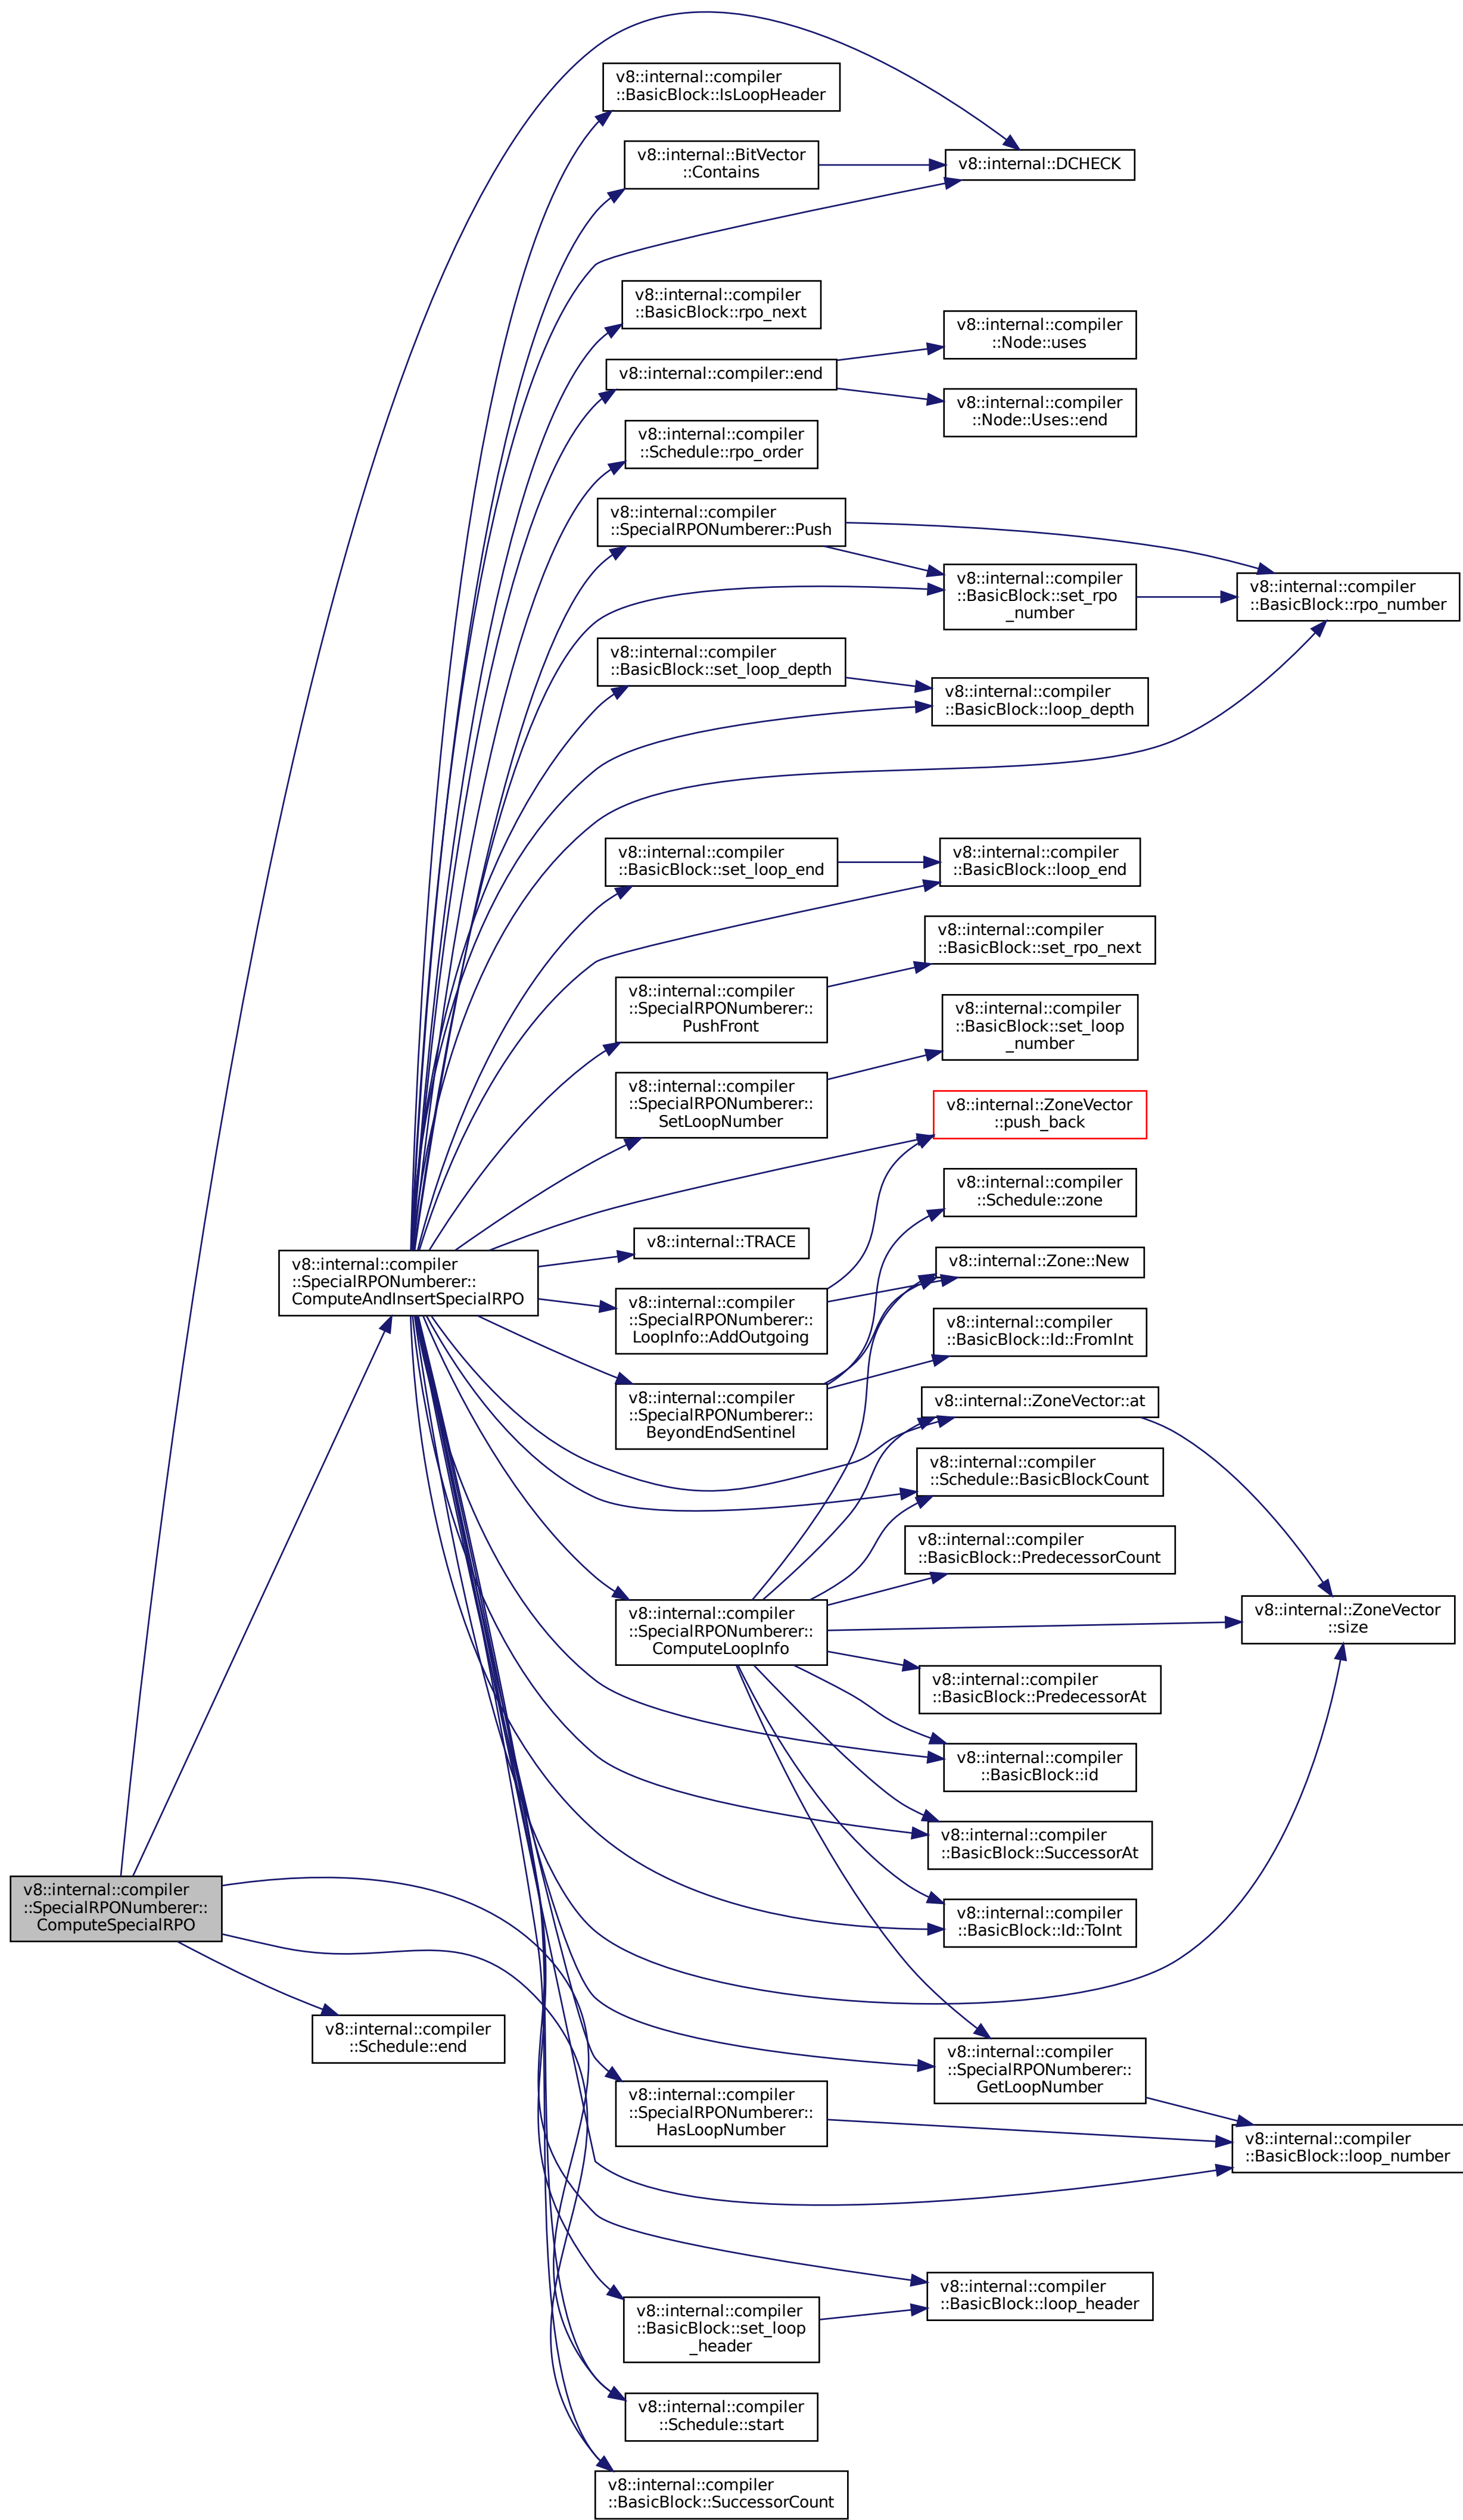 v8::internal::compiler
::BasicBlock::IsLoopHeader
v8::internal::BitVector
::Contains
v8::internal::DCHECK
v8::internal::compiler
::BasicBlock::rpo_next
v8::internal::compiler
::Node::uses
v8::internal::compiler::end
v8::internal::compiler
::Node::Uses::end
v8::internal::compiler
::Schedule::rpo_order
v8::internal::compiler
::SpecialRPONumberer::Push
v8::internal::compiler
::BasicBlock::set_rpo
_number
v8::internal::compiler
::BasicBlock::rpo_number
v8::internal::compiler
::BasicBlock::set_loop_depth
v8::internal::compiler
::BasicBlock::loop_depth
v8::internal::compiler
::BasicBlock::set_loop_end
v8::internal::compiler
::BasicBlock::loop_end
v8::internal::compiler
::BasicBlock::set_rpo_next
v8::internal::compiler
::SpecialRPONumberer::
PushFront
v8::internal::compiler
::BasicBlock::set_loop
_number
v8::internal::compiler
::SpecialRPONumberer::
SetLoopNumber
v8::internal::ZoneVector
::push_back
v8::internal::compiler
::Schedule::zone
v8::internal::TRACE
v8::internal::Zone::New
v8::internal::compiler
::SpecialRPONumberer::
ComputeAndInsertSpecialRPO
v8::internal::compiler
::SpecialRPONumberer::
LoopInfo::AddOutgoing
v8::internal::compiler
::BasicBlock::Id::FromInt
v8::internal::compiler
::SpecialRPONumberer::
BeyondEndSentinel
v8::internal::ZoneVector::at
v8::internal::compiler
::Schedule::BasicBlockCount
v8::internal::compiler
::BasicBlock::PredecessorCount
v8::internal::compiler
::SpecialRPONumberer::
ComputeLoopInfo
v8::internal::ZoneVector
::size
v8::internal::compiler
::BasicBlock::PredecessorAt
v8::internal::compiler
::BasicBlock::id
v8::internal::compiler
::BasicBlock::SuccessorAt
v8::internal::compiler
::SpecialRPONumberer::
ComputeSpecialRPO
v8::internal::compiler
::BasicBlock::Id::ToInt
v8::internal::compiler
::Schedule::end
v8::internal::compiler
::SpecialRPONumberer::
GetLoopNumber
v8::internal::compiler
::SpecialRPONumberer::
HasLoopNumber
v8::internal::compiler
::BasicBlock::loop_number
v8::internal::compiler
::BasicBlock::loop_header
v8::internal::compiler
::BasicBlock::set_loop
_header
v8::internal::compiler
::Schedule::start
v8::internal::compiler
::BasicBlock::SuccessorCount